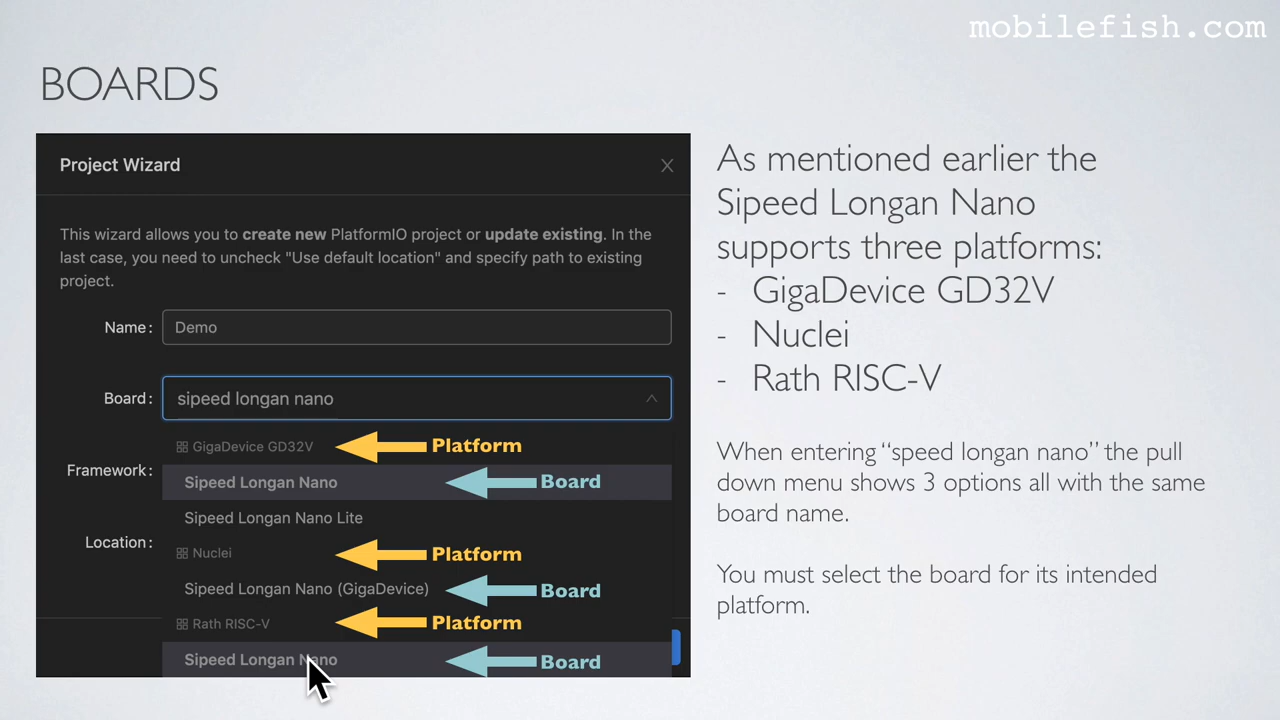 mobilefish.com
BOARDS
Project Wizard
This wizard allows you to create new PlatformIO project or update existing. In the
last case, you need to uncheck "Use default location" and specify path to existing
project.
Name:
Demo
Board:
sipeed longan nano
Framework:
Location:
GigaDevice GD32V
Platform
Sipeed Longan Nano
Board
Sipeed Longan Nano Lite
Nuclei
Platform
Sipeed Longan Nano (GigaDevice)
Board
Rath RISC-V
Platform
Sipeed Longan Nano
Board
As mentioned earlier the
Sipeed Longan Nano
supports three platforms:
- GigaDevice GD32V
- Nuclei
- Rath RISC-V
When entering “speed longan nano” the pull
down menu shows 3 options all with the same
board name.
You must select the board for its intended
platform.